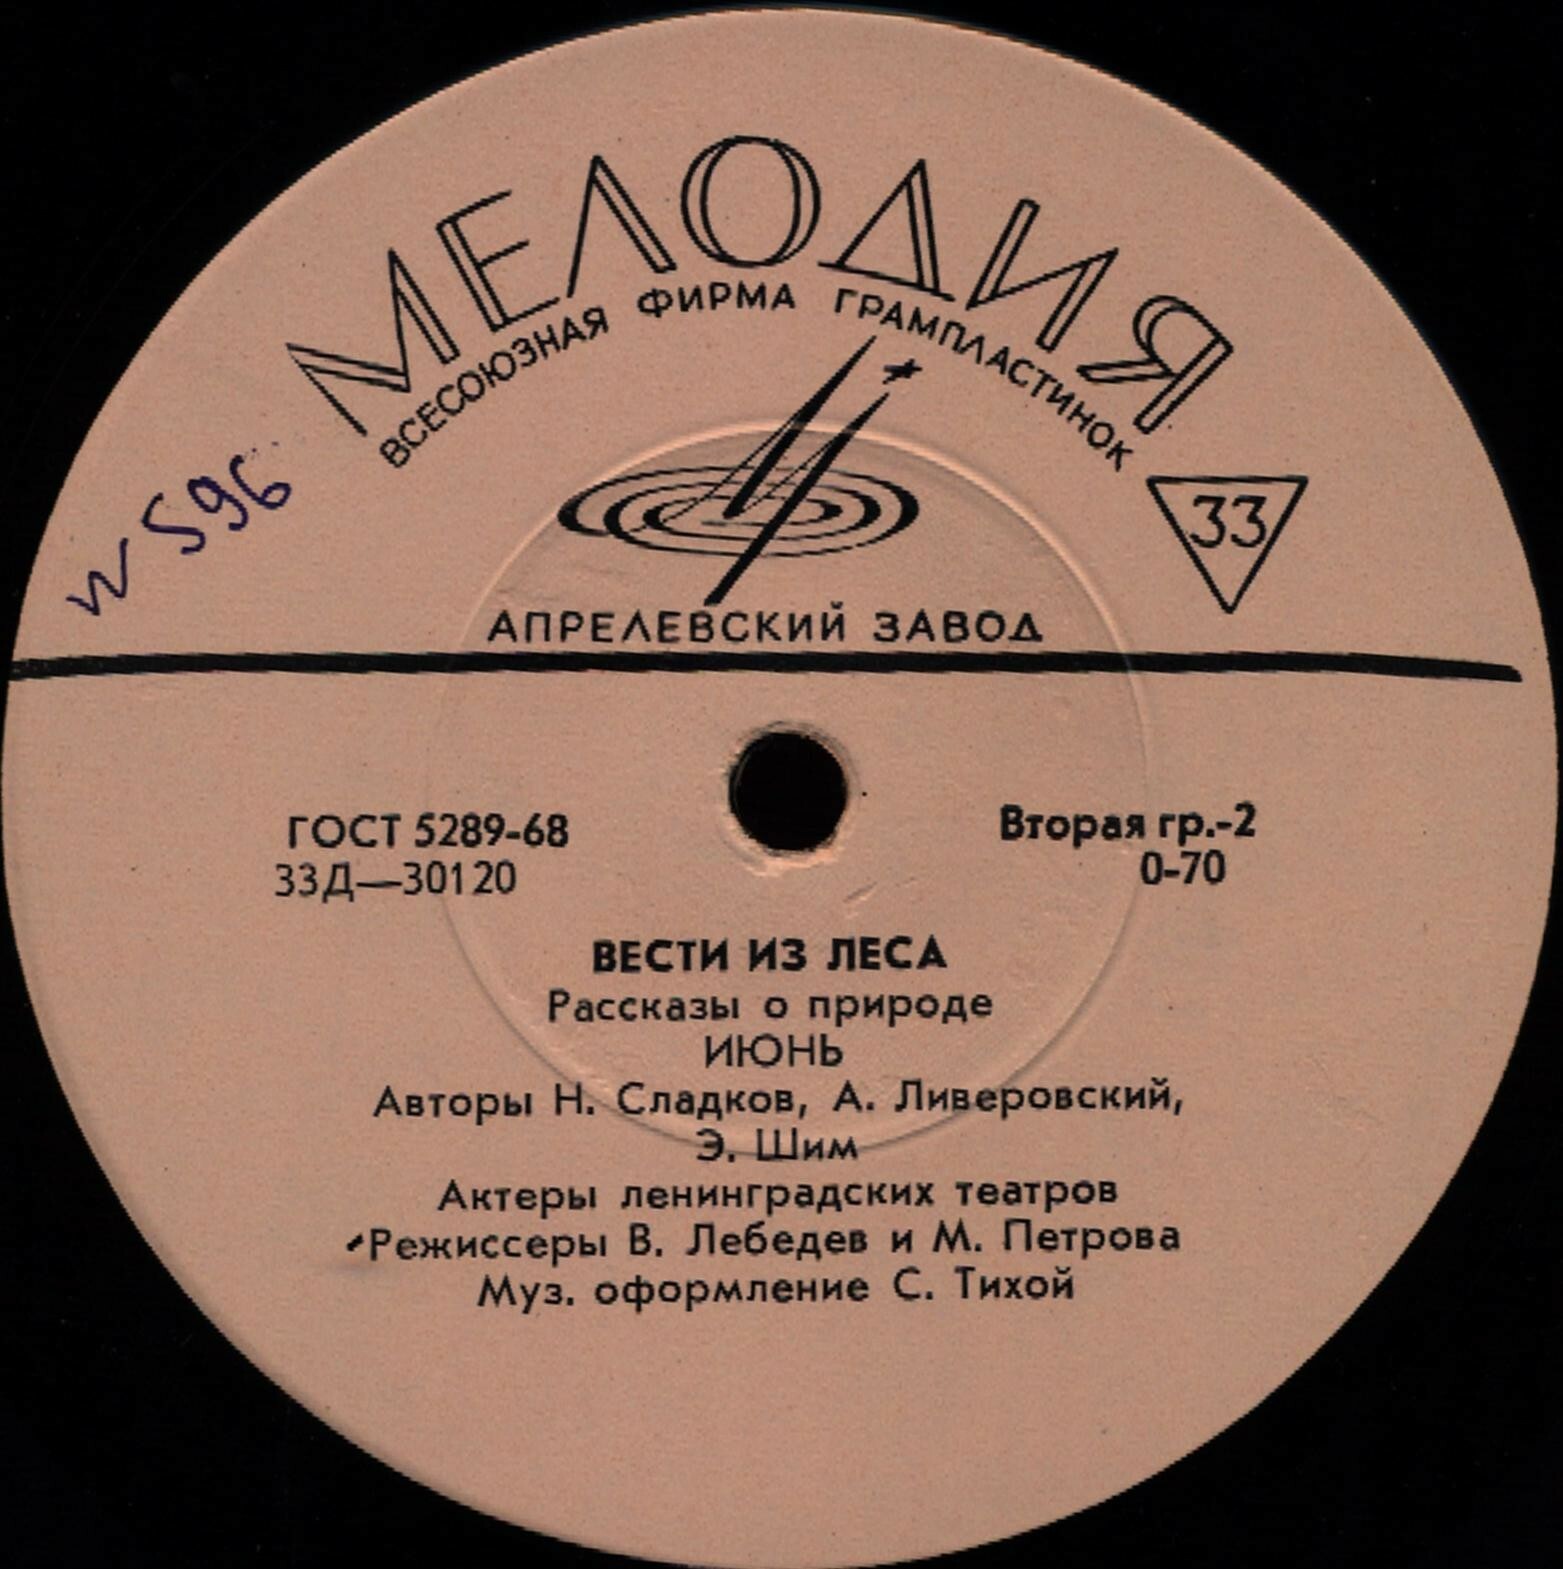 МЕЛОДИЯ
ВСЕСОЮЗНАЯ ФИРМА ГРАМПЛАСТИНОК
33
N 596
АПРЕЛЕВСКИЙ ЗАВОД
ГОСТ 5289-68
33Д—30120
Вторая гр.-2
0-70
ВЕСТИ ИЗ ЛЕСА
Рассказы о природе
ИЮНЬ
Авторы Н. Сладков, А. Ливеровский,
Э. Шим
Актеры ленинградских театров
Режиссеры В. Лебедев и М. Петрова
Муз. оформление С. Тихой